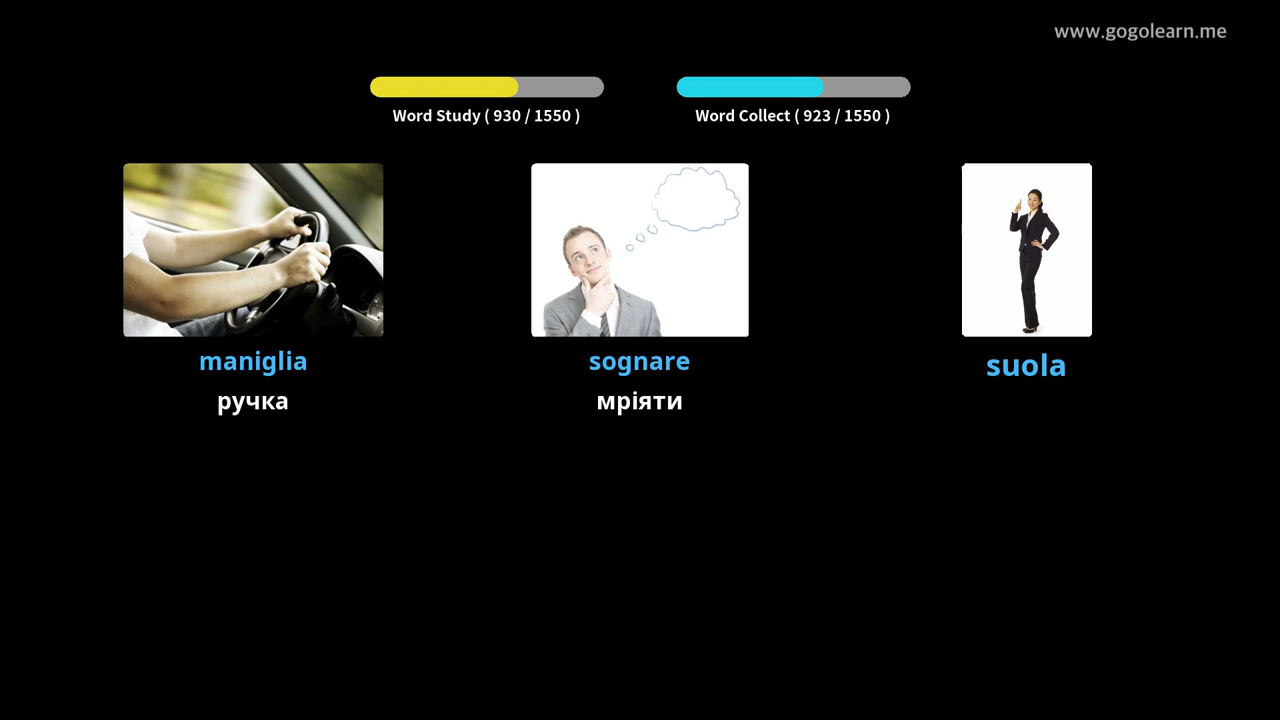 www.gogolearn.me
Word Study ( 930 / 1550 )
Word Collect ( 923 / 1550 )
maniglia
ручка
sognare
мріяти
suola